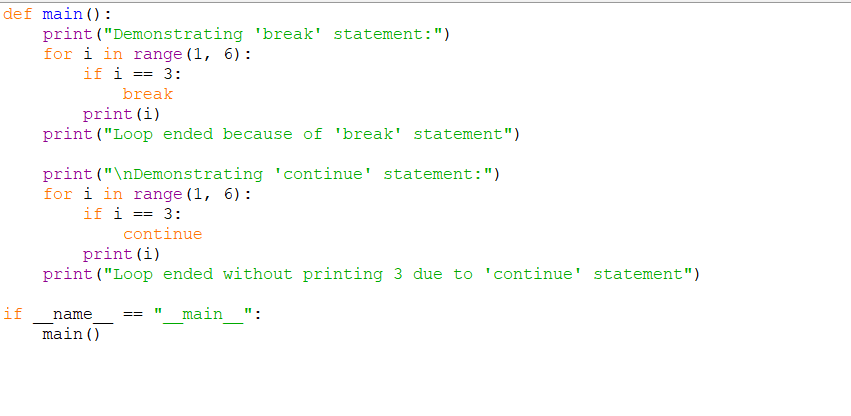 def main():
    print("Demonstrating 'break' statement:")
    for i in range(1, 6):
        if i == 3:
            break
        print(i)
    print("Loop ended because of 'break' statement")

    print("\nDemonstrating 'continue' statement:")
    for i in range(1, 6):
        if i == 3:
            continue
        print(i)
    print("Loop ended without printing 3 due to 'continue' statement")

if __name__ == "__main__":
    main()